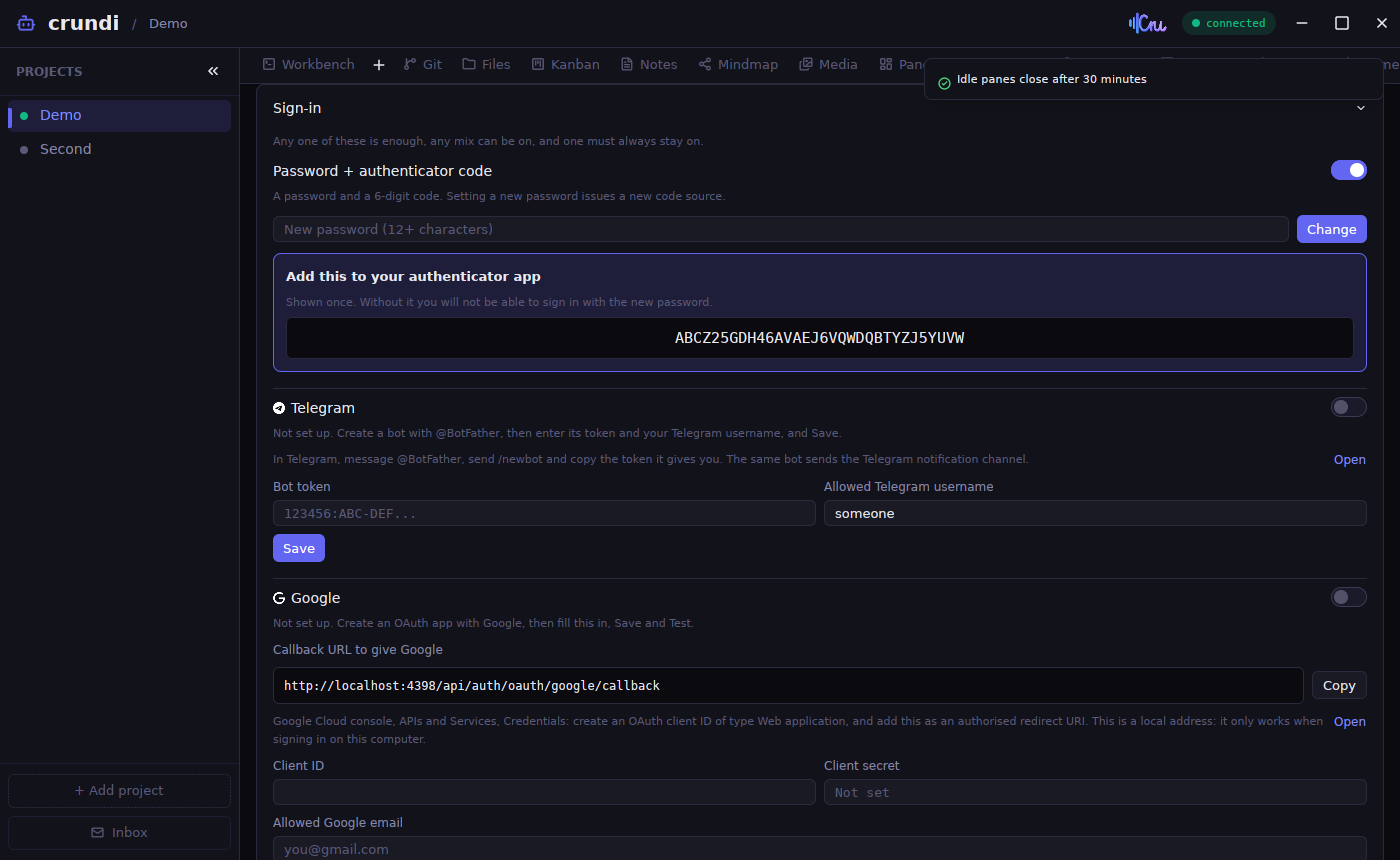 crundi / Demo
Cru
connected
PROJECTS
Workbench
Git
Files
Kanban
Notes
Mindmap
Media
Idle panes close after 30 minutes
Demo
Second
Sign-in
Any one of these is enough, any mix can be on, and one must always stay on.
Password + authenticator code
A password and a 6-digit code. Setting a new password issues a new code source.
New password (12+ characters)
Change
Add this to your authenticator app
Shown once. Without it you will not be able to sign in with the new password.
ABCZ25GDH46AVAEJ6VQWDQBTYZJ5YUVW
Telegram
Not set up. Create a bot with @BotFather, then enter its token and your Telegram username, and Save.
In Telegram, message @BotFather, send /newbot and copy the token it gives you. The same bot sends the Telegram notification channel.
Open
Bot token
Allowed Telegram username
123456:ABC-DEF...
someone
Save
Google
Not set up. Create an OAuth app with Google, then fill this in, Save and Test.
Callback URL to give Google
http://localhost:4398/api/auth/oauth/google/callback
Copy
Google Cloud console, APIs and Services, Credentials: create an OAuth client ID of type Web application, and add this as an authorised redirect URI. This is a local address: it only works when
signing in on this computer.
Open
Client ID
Client secret
Not set
Allowed Google email
you@gmail.com
+ Add project
Inbox